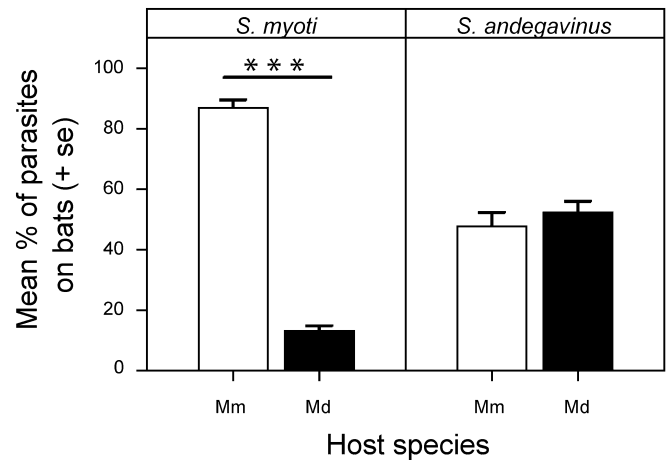 S. myoti
S. andegavinus
***
100
80
60
40
20
0
Mean % of parasites
on bats (+ se)
Mm
Md
Mm
Md
Host species